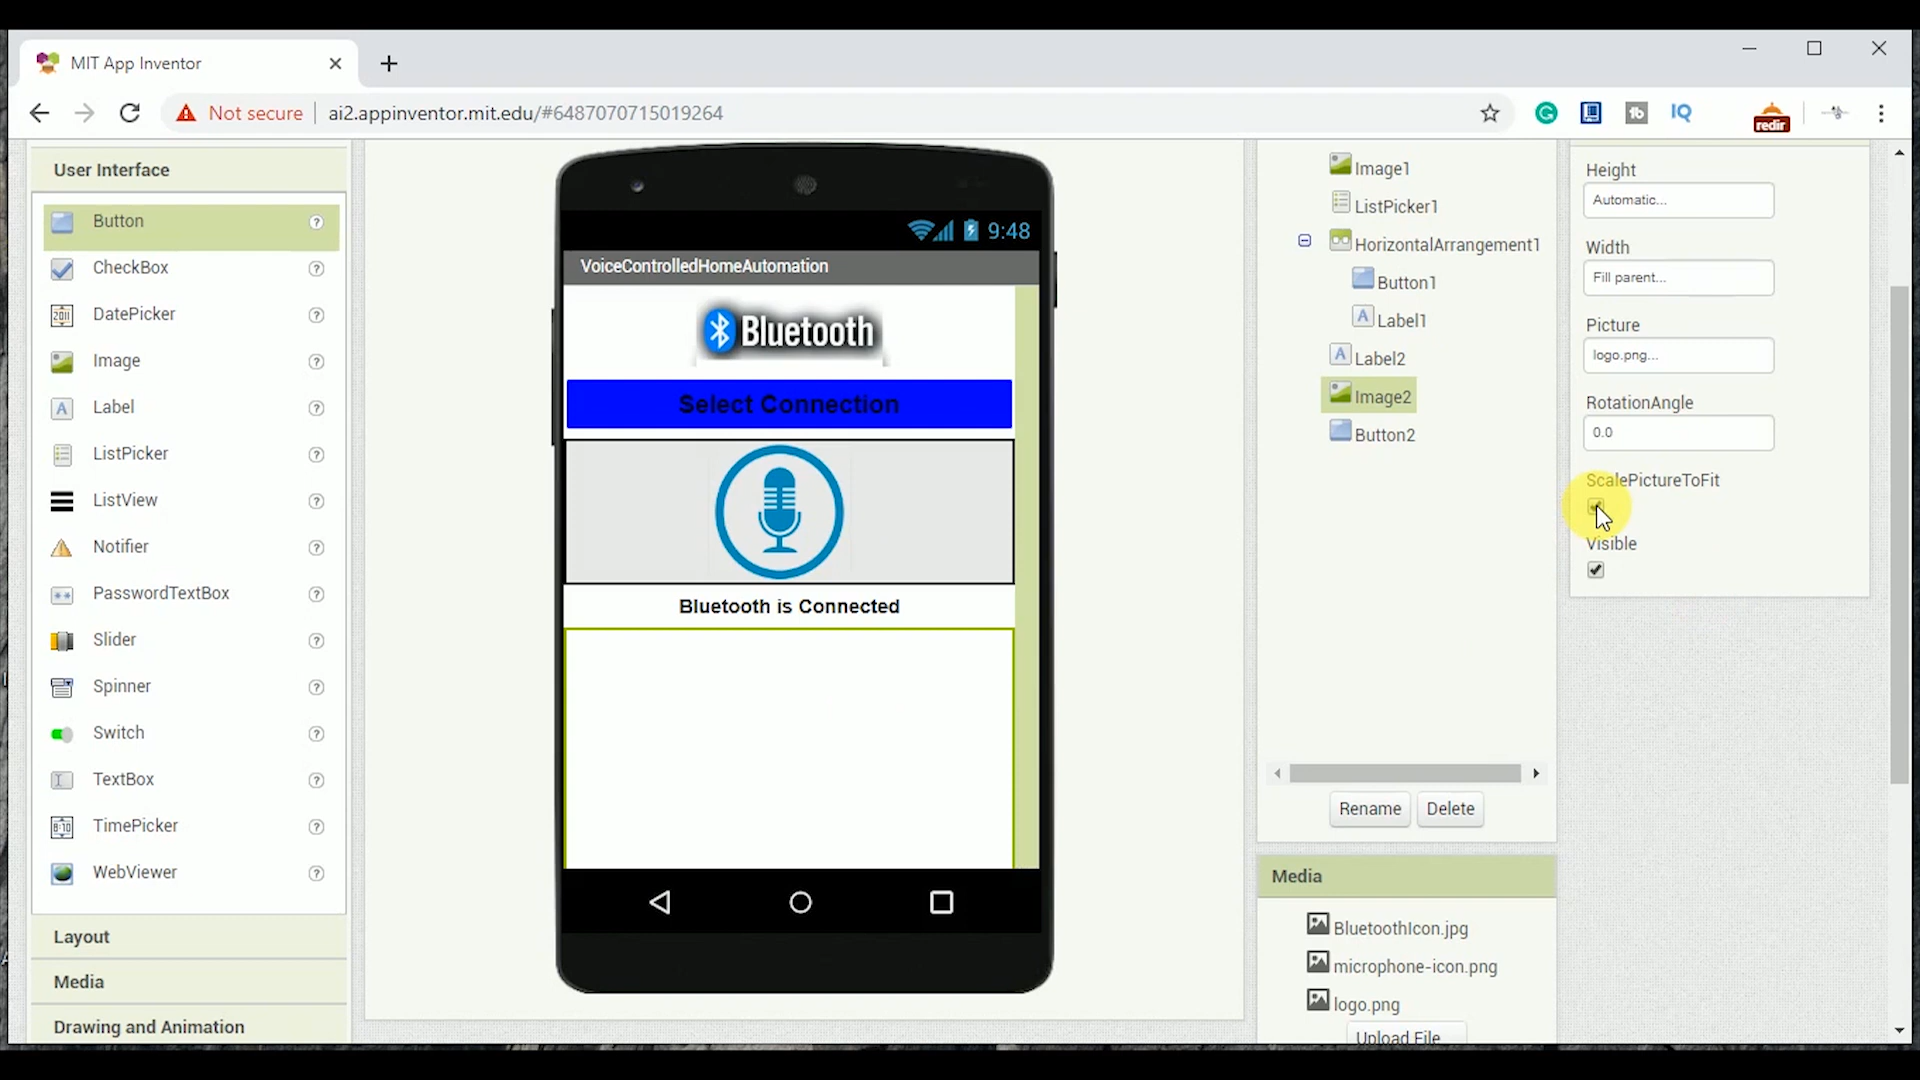 MIT App Inventor
Not secure
ai2.appinventor.mit.edu/#6487070715019264
redir
User Interface
Button
CheckBox
DatePicker
Image
Label
ListPicker
ListView
Notifier
PasswordTextBox
Slider
Spinner
Switch
TextBox
TimePicker
WebViewer
Layout
Media
Drawing and Animation
9:48
VoiceControlledHomeAutomation
Bluetooth
Select Connection
Bluetooth is Connected
Image1
ListPicker1
HorizontalArrangement1
Button1
Label1
Label2
Image2
Button2
Rename
Delete
Media
BluetoothIcon.jpg
microphone-icon.png
logo.png
Upload File
Height
Automatic...
Width
Fill parent...
Picture
logo.png...
RotationAngle
0.0
ScalePictureToFit
Visible